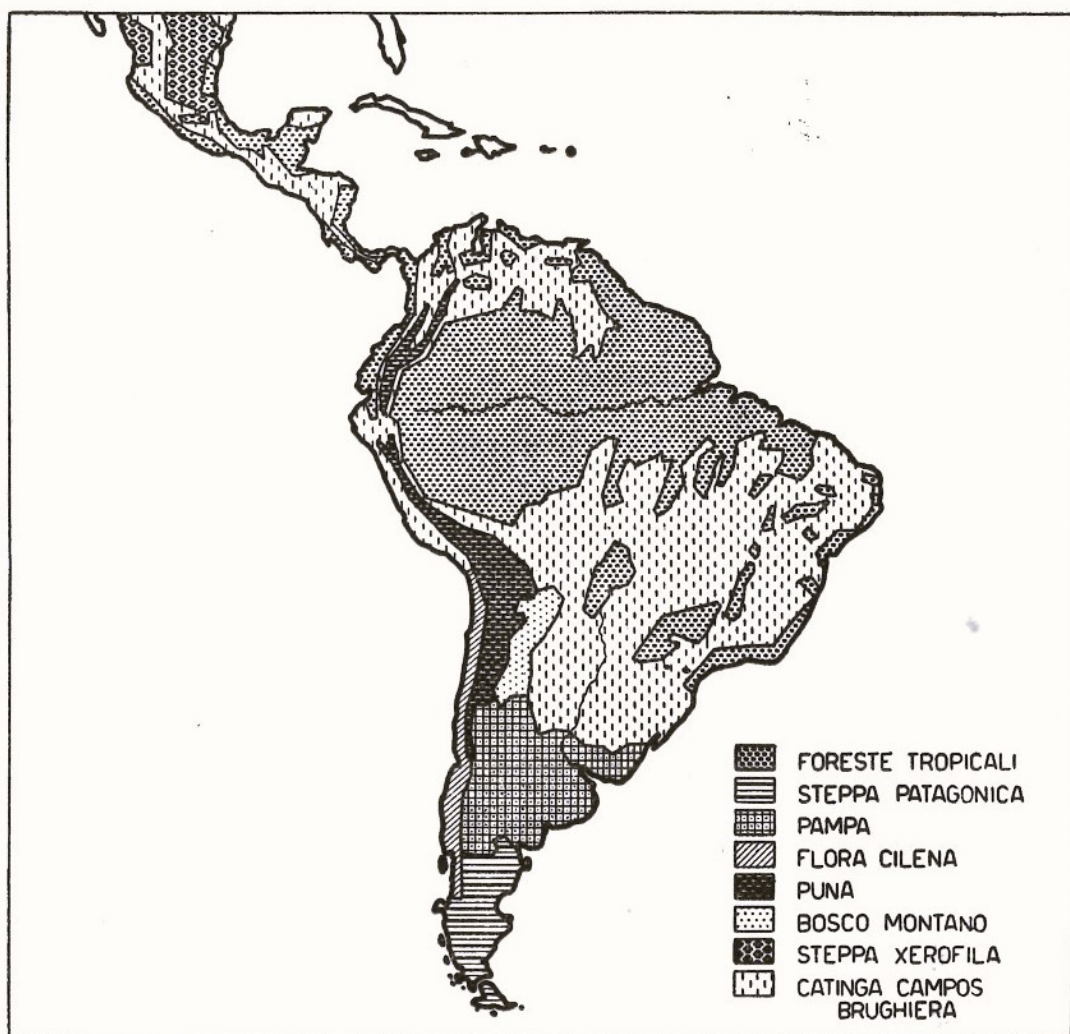 FORESTE TROPICALI
STEPPA PATAGONICA
PAMPA
FLORA CILENA
PUNA
BOSCO MONTANO
STEPPA XEROFILA
CATINGA CAMPOS
BRUGHIERA